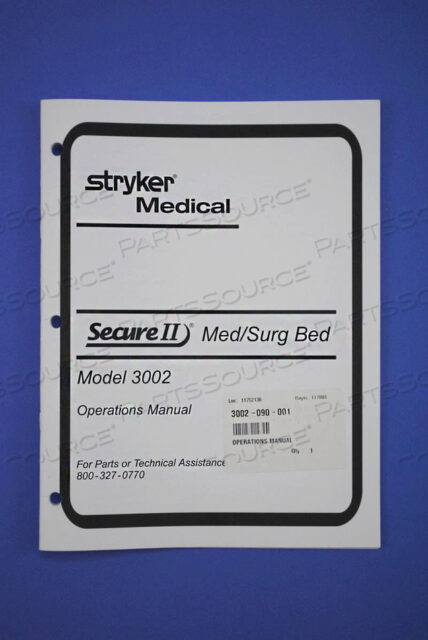 stryker®
Medical
Secure II® Med/Surg Bed
Model 3002
Operations Manual
3002-090-001
OPERATIONS MANUAL
Qty 1
For Parts or Technical Assistance
800-327-0770
PARTSSOURCE®